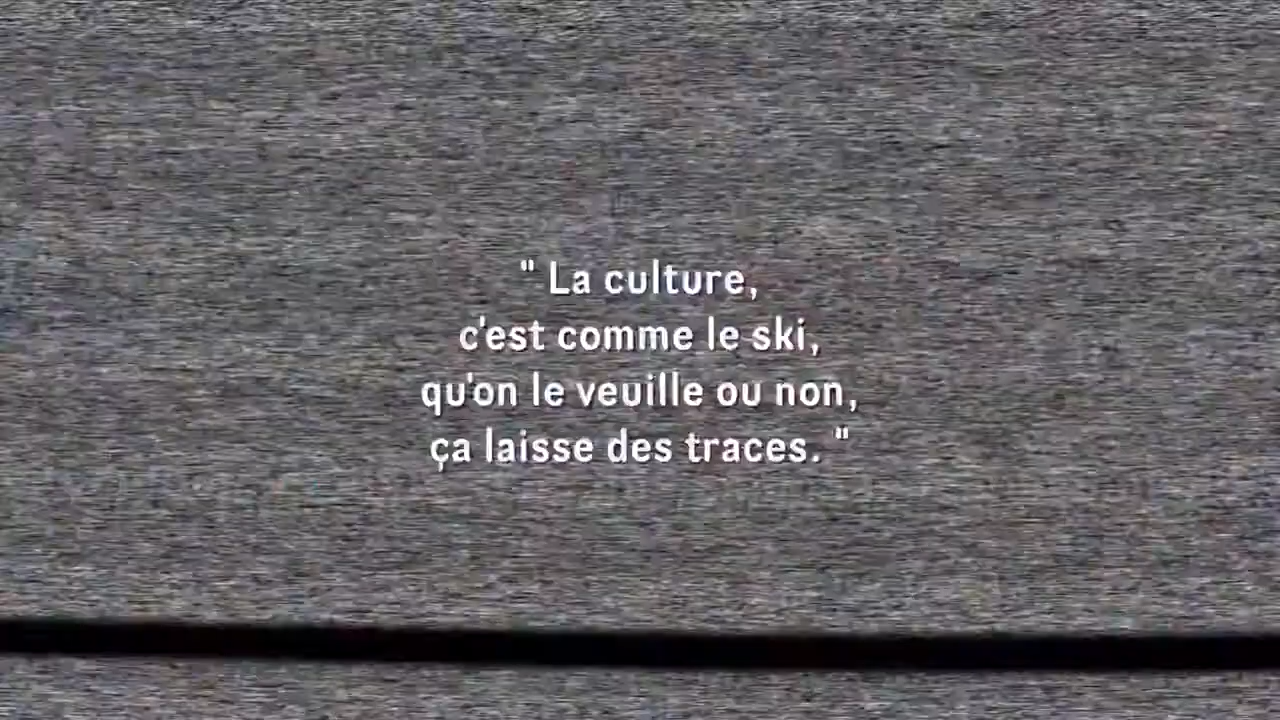 " La culture,
c'est comme le ski,
qu'on le veuille ou non,
ça laisse des traces. "